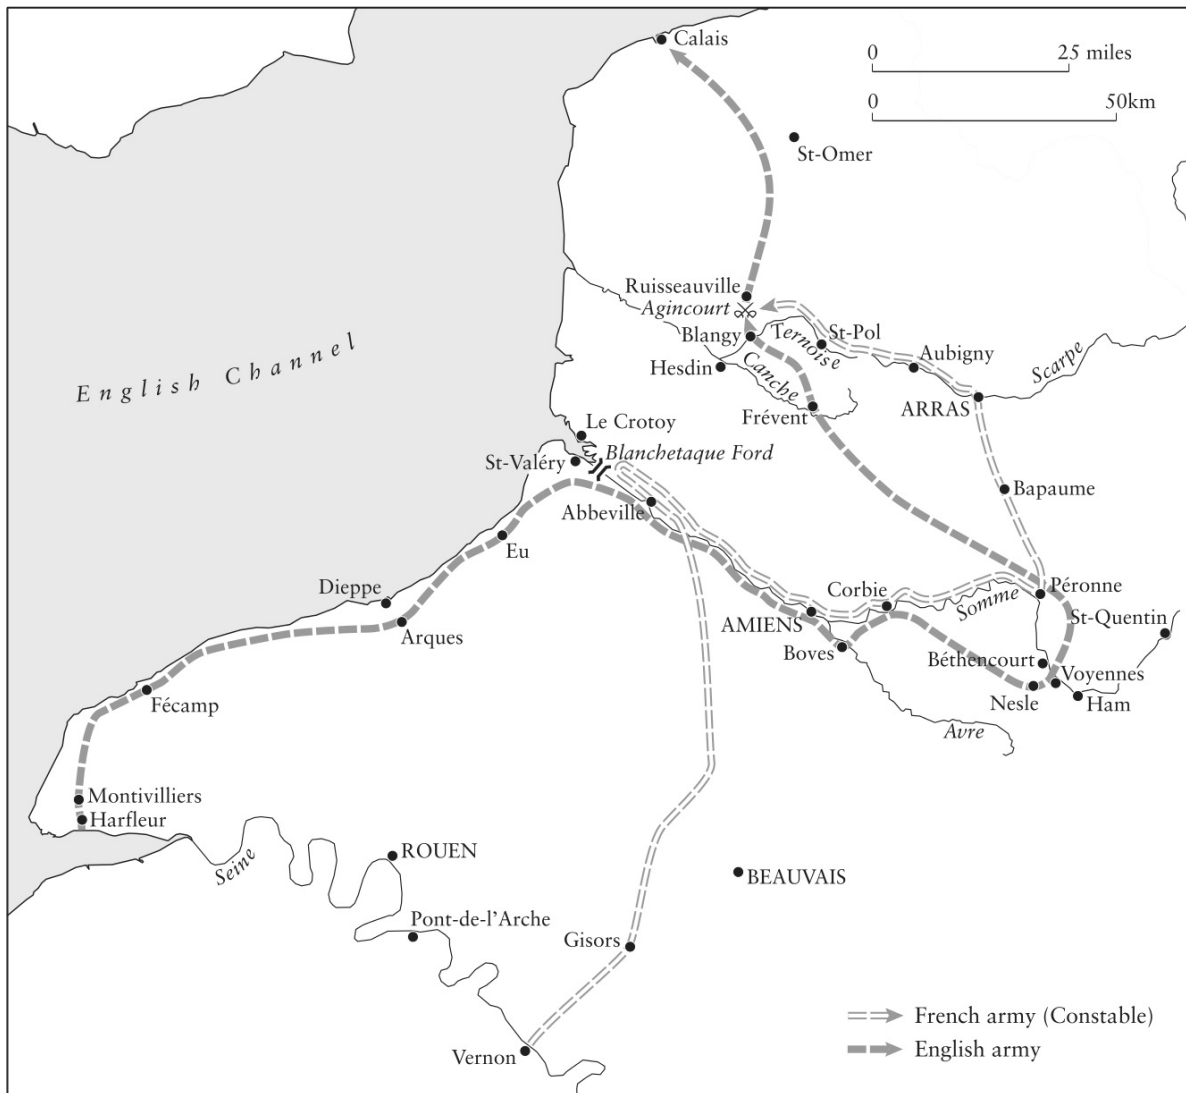 Calais
0 25 miles
0 50km
St-Omer
English Channel
Ruisseauville
Agincourt
Blangy
Ternoise
St-Pol
Aubigny
Scarpe
Hesdin
Canche
ARRAS
Frévent
Le Crotoy
Blanchetaque Ford
St-Valéry
Bapaume
Abbeville
Eu
Dieppe
Arques
Corbie
Somme
Péronne
AMIENS
St-Quentin
Boves
Béthencourt
Voyennes
Nesle
Ham
Avre
Fécamp
Montivilliers
Harfleur
Seine
ROUEN
BEAUVAIS
Pont-de-l'Arche
Gisors
Vernon
French army (Constable)
English army